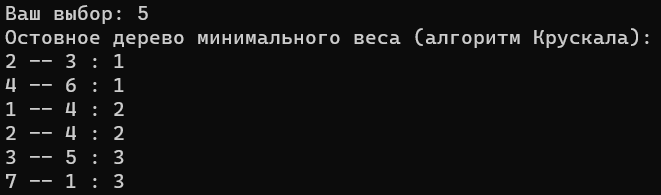 Ваш выбор: 5
Остовное дерево минимального веса (алгоритм Крускала):
2 -- 3 : 1
4 -- 6 : 1
1 -- 4 : 2
2 -- 4 : 2
3 -- 5 : 3
7 -- 1 : 3